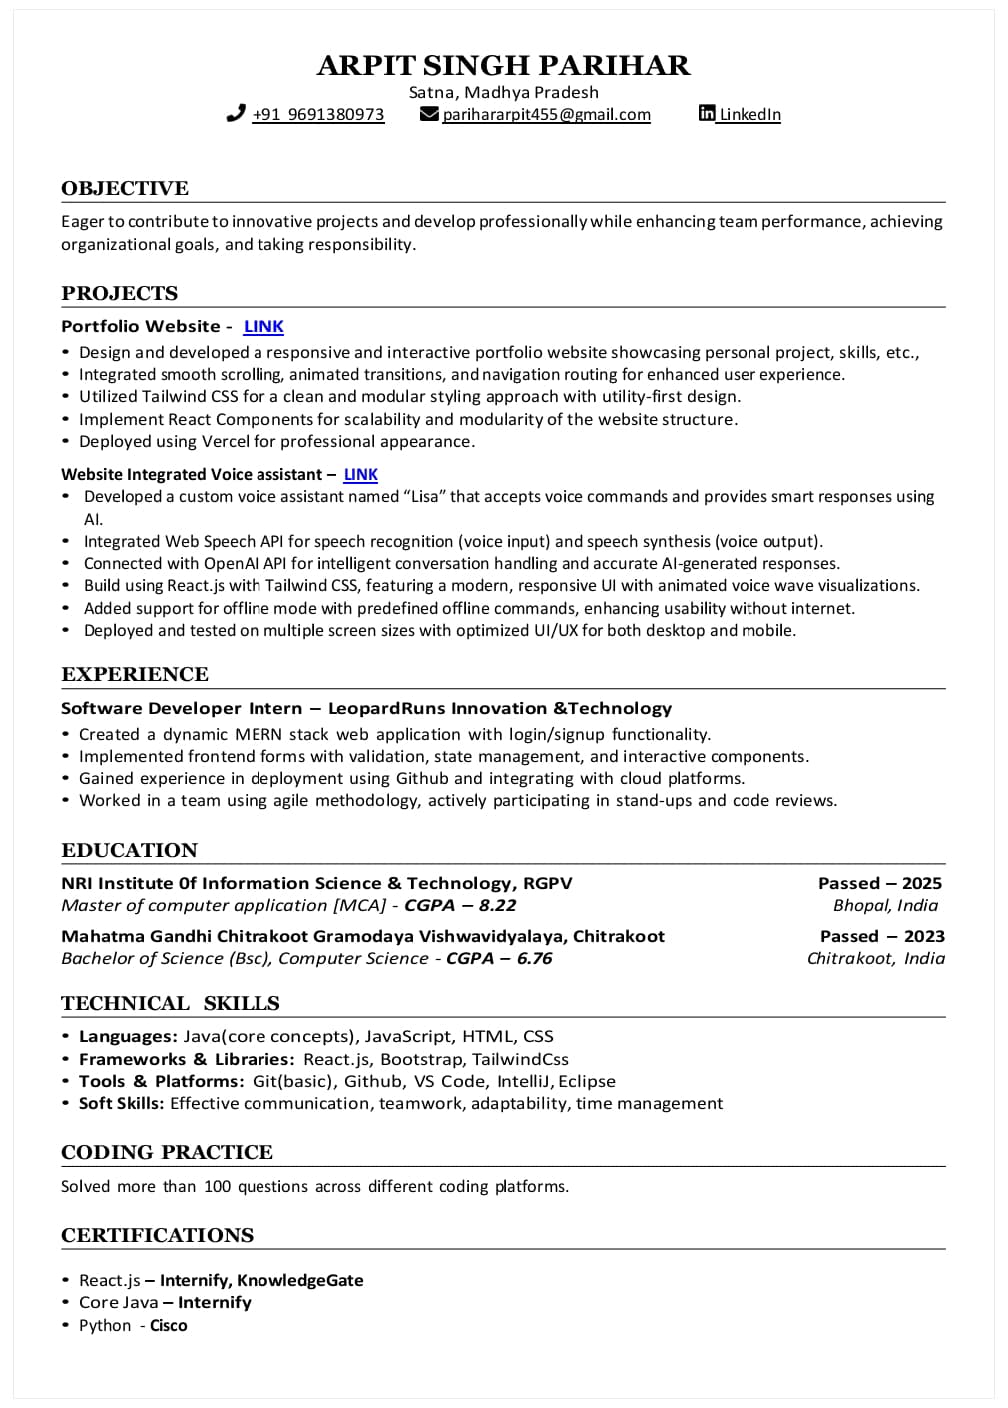 ARPIT SINGH PARIHAR
Satna, Madhya Pradesh
+91 9691380973 parihararpit455@gmail.com LinkedIn
OBJECTIVE
Eager to contribute to innovative projects and develop professionally while enhancing team performance, achieving
organizational goals, and taking responsibility.
PROJECTS
Portfolio Website - LINK
• Design and developed a responsive and interactive portfolio website showcasing personal project, skills, etc.,
• Integrated smooth scrolling, animated transitions, and navigation routing for enhanced user experience.
• Utilized Tailwind CSS for a clean and modular styling approach with utility-first design.
• Implement React Components for scalability and modularity of the website structure.
• Deployed using Vercel for professional appearance.
Website Integrated Voice assistant – LINK
• Developed a custom voice assistant named “Lisa” that accepts voice commands and provides smart responses using
AI.
• Integrated Web Speech API for speech recognition (voice input) and speech synthesis (voice output).
• Connected with OpenAI API for intelligent conversation handling and accurate AI-generated responses.
• Build using React.js with Tailwind CSS, featuring a modern, responsive UI with animated voice wave visualizations.
• Added support for offline mode with predefined offline commands, enhancing usability without internet.
• Deployed and tested on multiple screen sizes with optimized UI/UX for both desktop and mobile.
EXPERIENCE
Software Developer Intern – LeopardRuns Innovation &Technology
• Created a dynamic MERN stack web application with login/signup functionality.
• Implemented frontend forms with validation, state management, and interactive components.
• Gained experience in deployment using Github and integrating with cloud platforms.
• Worked in a team using agile methodology, actively participating in stand-ups and code reviews.
EDUCATION
NRI Institute 0f Information Science & Technology, RGPV Passed – 2025
Master of computer application [MCA] - CGPA – 8.22 Bhopal, India
Mahatma Gandhi Chitrakoot Gramodaya Vishwavidyalaya, Chitrakoot Passed – 2023
Bachelor of Science (Bsc), Computer Science - CGPA – 6.76 Chitrakoot, India
TECHNICAL SKILLS
• Languages: Java(core concepts), JavaScript, HTML, CSS
• Frameworks & Libraries: React.js, Bootstrap, TailwindCss
• Tools & Platforms: Git(basic), Github, VS Code, IntelliJ, Eclipse
• Soft Skills: Effective communication, teamwork, adaptability, time management
CODING PRACTICE
Solved more than 100 questions across different coding platforms.
CERTIFICATIONS
• React.js – Internify, KnowledgeGate
• Core Java – Internify
• Python - Cisco